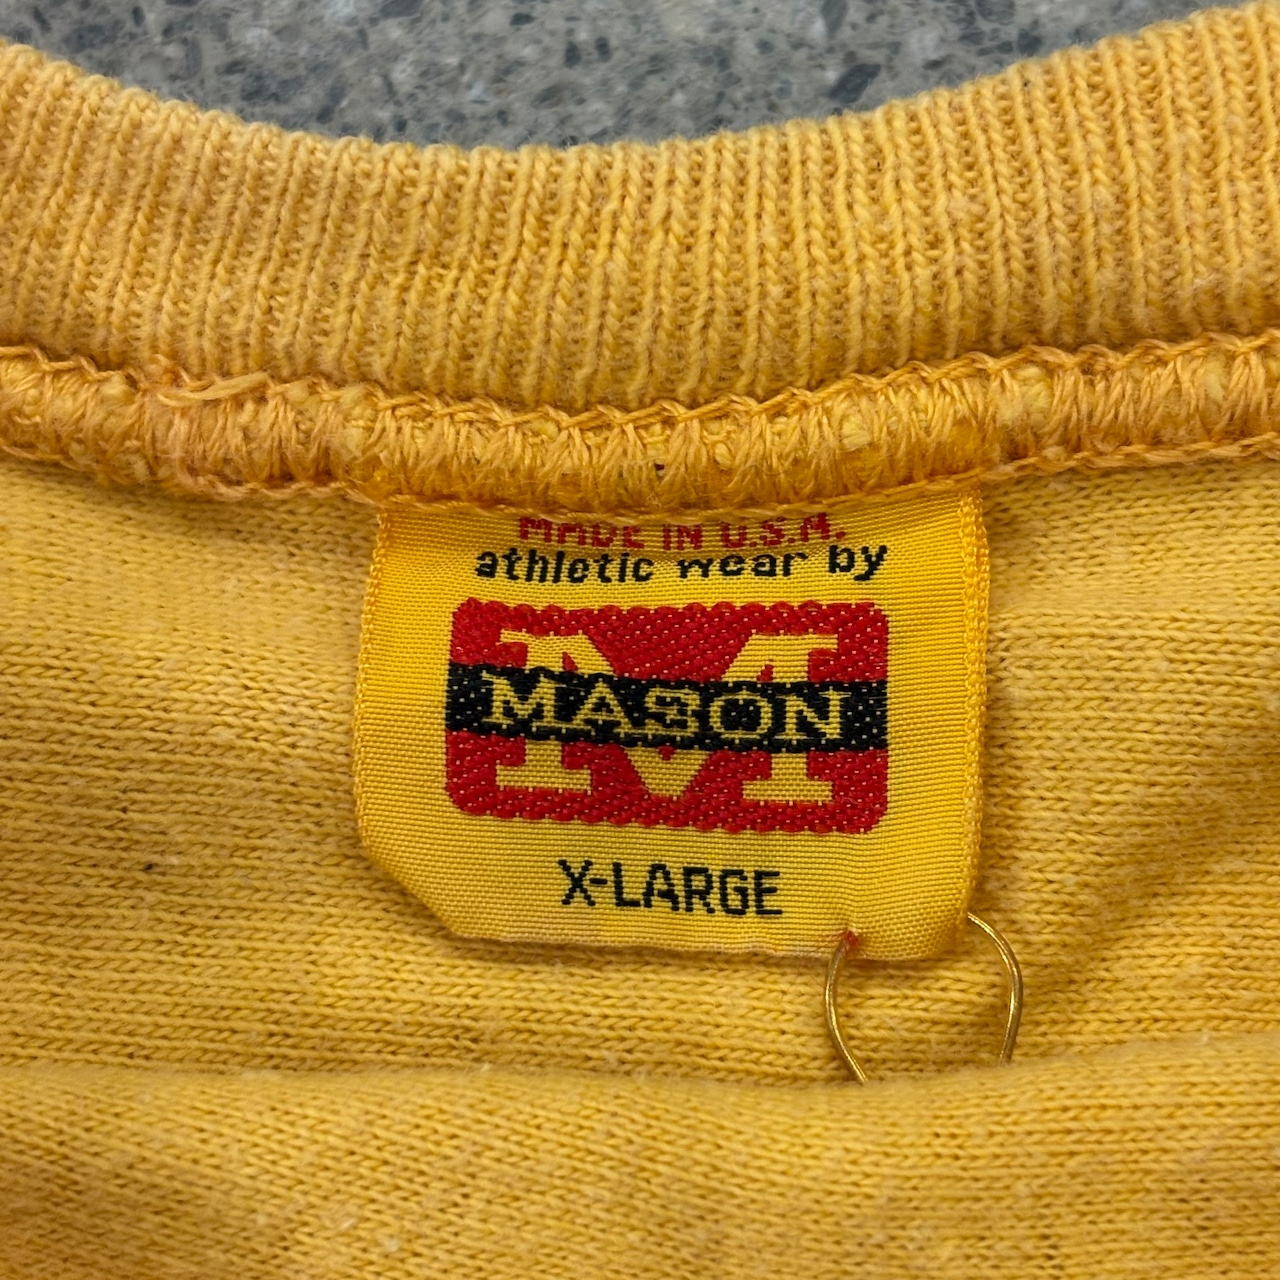 MADE IN U.S.A.
athletic wear by
M
MASON
X-LARGE